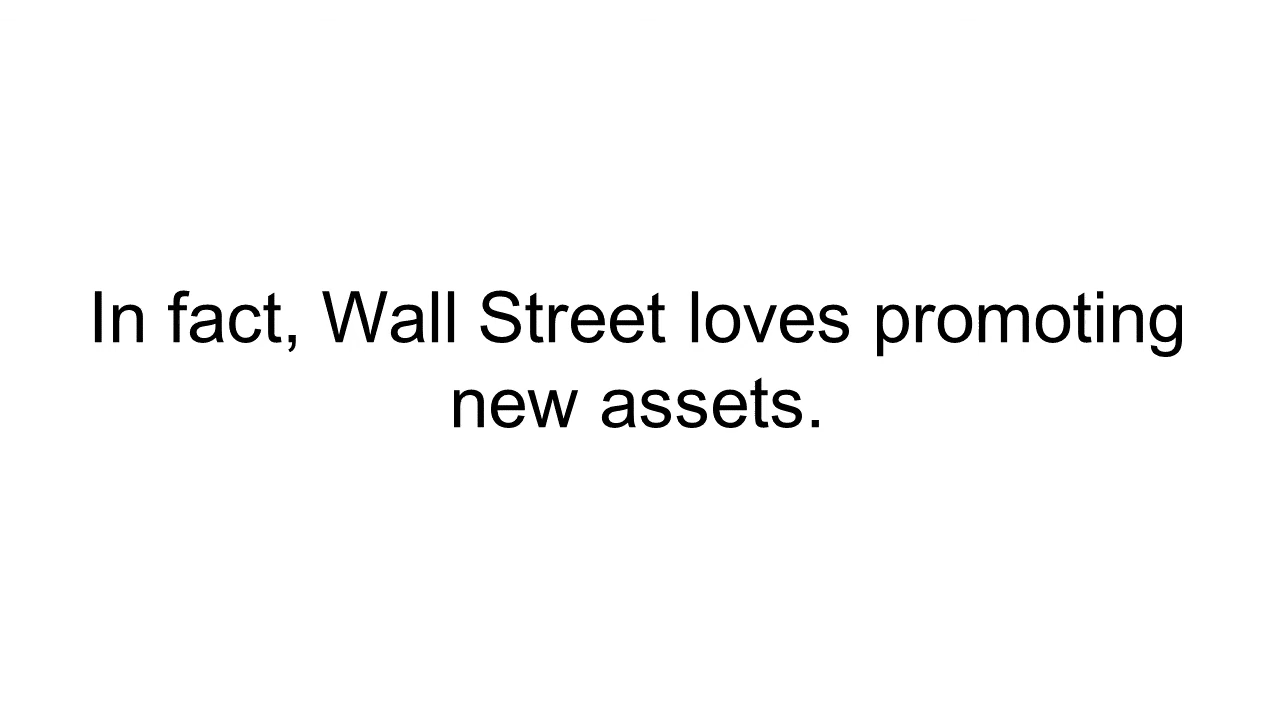 In fact, Wall Street loves promoting
new assets.